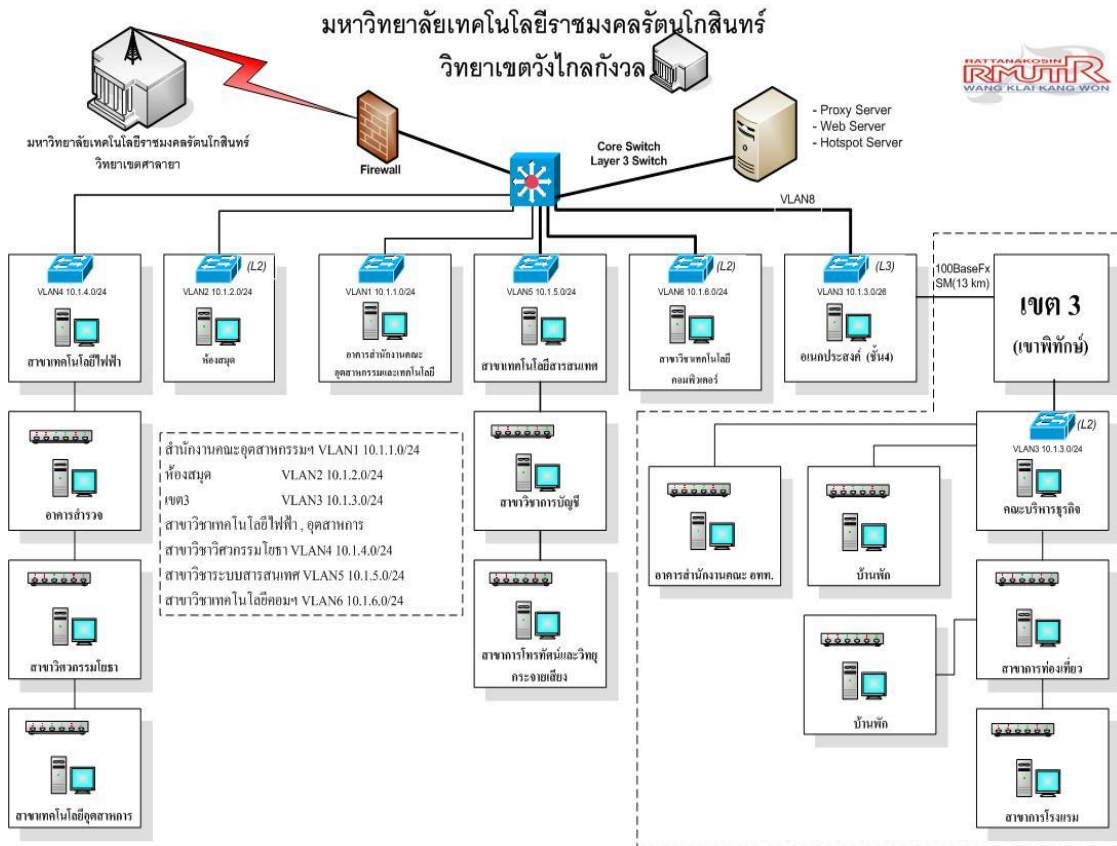 มหาวิทยาลัยเทคโนโลยีราชมงคลรัตนโกสินทร์
วิทยาเขตวังไกลกังวล
RATTANAKOSIN
RMUTR
WANG KLAI KANG WON
มหาวิทยาลัยเทคโนโลยีราชมงคลรัตนโกสินทร์
วิทยาเขตศาลายา
Firewall
Core Switch
Layer 3 Switch
- Proxy Server
- Web Server
- Hotspot Server
VLAN8
VLAN4 10.1.4.0/24
สาขาเทคโนโลยีไฟฟ้า
(L2)
VLAN2 10.1.2.0/24
ห้องสมุด
VLAN1 10.1.1.0/24
อาคารสำนักงานคณะ
อุตสาหกรรมและเทคโนโลยี
VLAN5 10.1.5.0/24
สาขาเทคโนโลยีสารสนเทศ
(L2)
VLAN6 10.1.6.0/24
สาขาวิชาเทคโนโลยี
คอมพิวเตอร์
(L3)
VLAN3 10.1.3.0/26
อเนกประสงค์ (ชั้น4)
100BaseFx
SM(13 km)
เขต 3
(เขาพิทักษ์)
อาคารสำรวจ
สำนักงานคณะอุตสาหกรรมฯ VLAN1 10.1.1.0/24
ห้องสมุด VLAN2 10.1.2.0/24
เขต3 VLAN3 10.1.3.0/24
สาขาวิชาเทคโนโลยีไฟฟ้า , อุตสาหการ
สาขาวิชาวิศวกรรมโยธา VLAN4 10.1.4.0/24
สาขาวิชาระบบสารสนเทศ VLAN5 10.1.5.0/24
สาขาวิชาเทคโนโลยีคอมฯ VLAN6 10.1.6.0/24
สาขาวิชาการบัญชี
(L2)
VLAN3 10.1.3.0/24
คณะบริหารธุรกิจ
อาคารสำนักงานคณะ อทท.
บ้านพัก
สาขาวิศวกรรมโยธา
สาขาการโทรทัศน์และวิทยุ
กระจายเสียง
สาขาการท่องเที่ยว
บ้านพัก
สาขาเทคโนโลยีอุตสาหการ
สาขาการโรงแรม